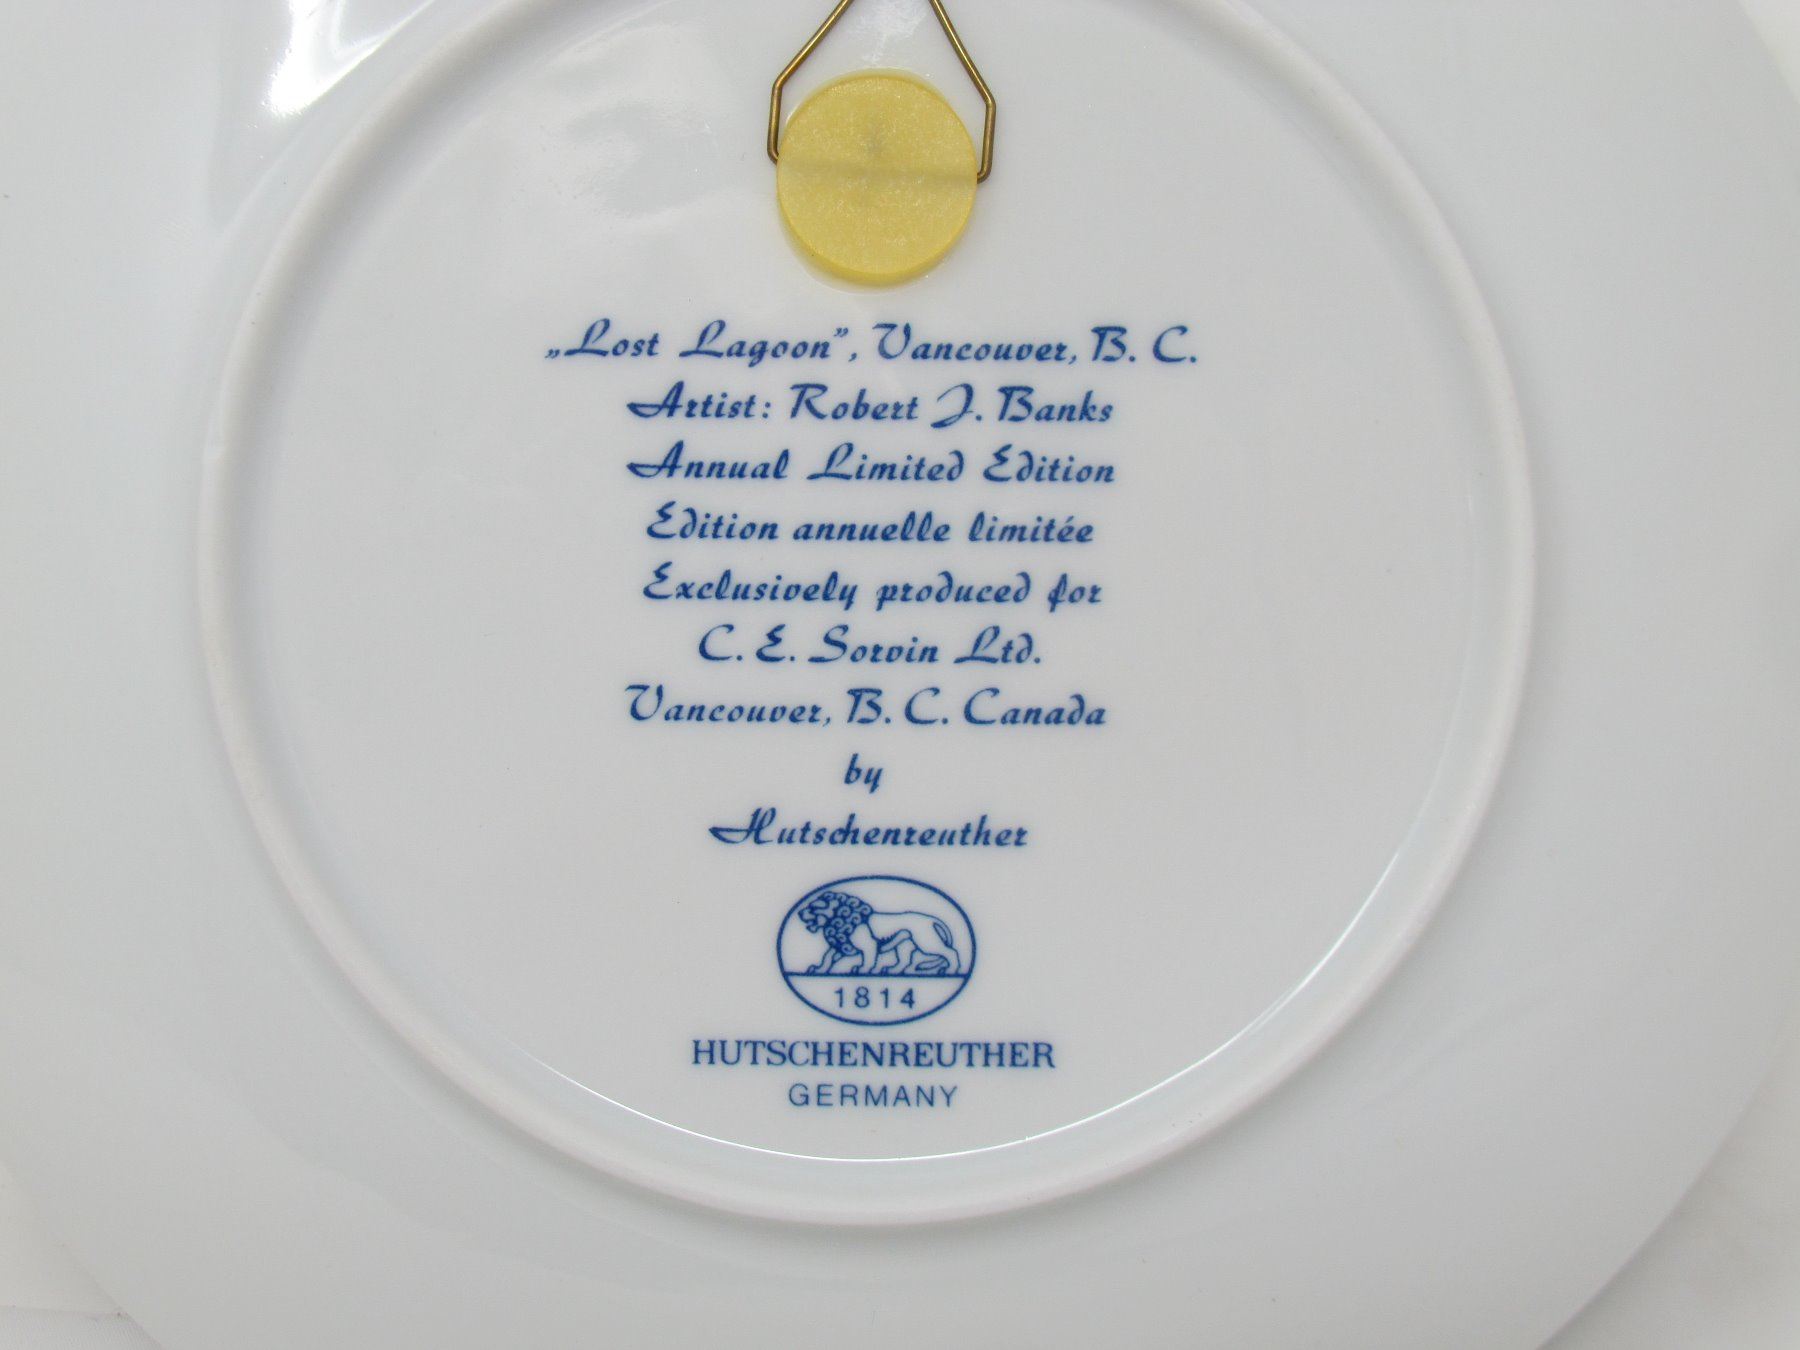 „Lost Lagoon”, Vancouver, B. C.
Artist: Robert J. Banks
Annual Limited Edition
Edition annuelle limitée
Exclusively produced for
C. E. Sorvin Ltd.
Vancouver, B. C. Canada
by
Hutschenreuther
1814
HUTSCHENREUTHER
GERMANY